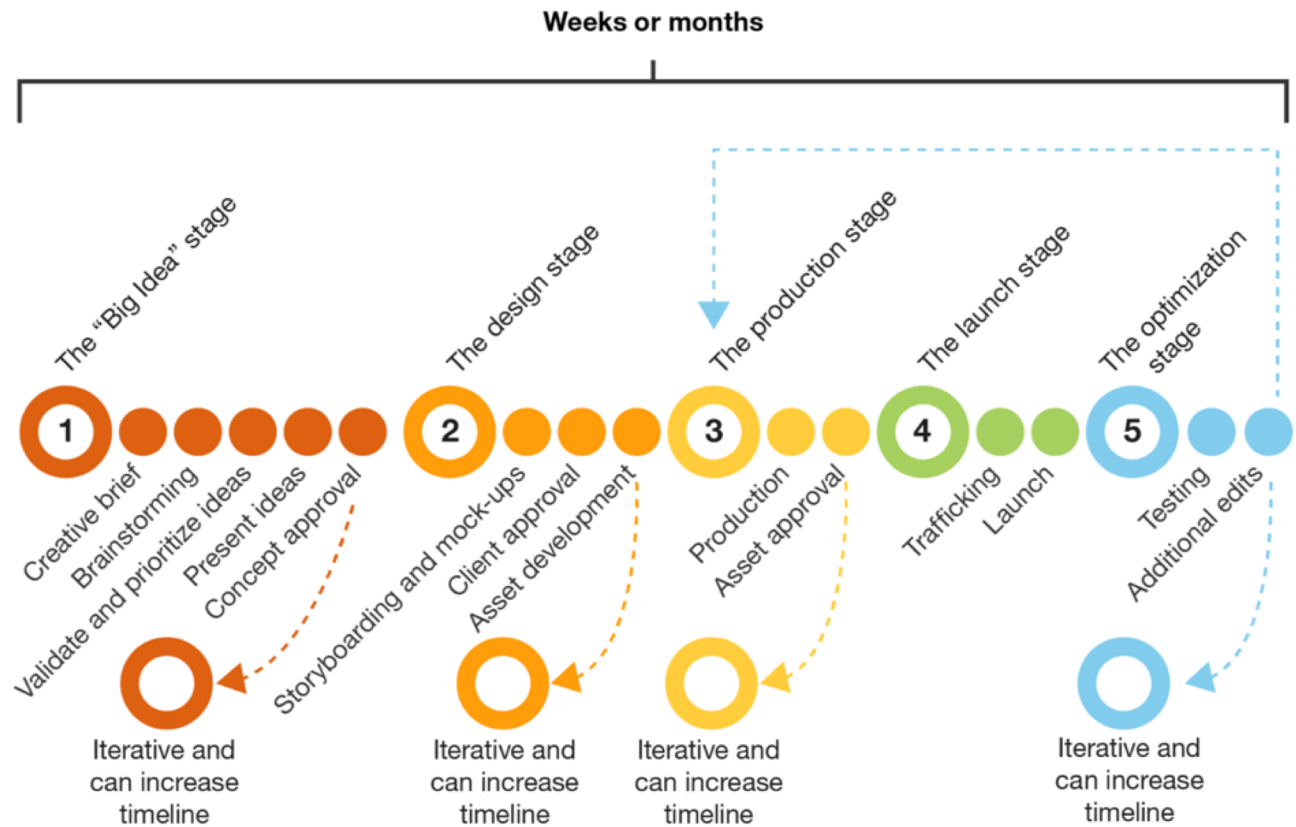 Weeks or months
The “Big Idea” stage
The design stage
The production stage
The launch stage
The optimization
stage
1
2
3
4
5
Creative brief
Brainstorming
Validate and prioritize ideas
Present ideas
Concept approval
Storyboarding and mock-ups
Client approval
Asset development
Production
Asset approval
Trafficking
Launch
Testing
Additional edits
Iterative and
can increase
timeline
Iterative and
can increase
timeline
Iterative and
can increase
timeline
Iterative and
can increase
timeline